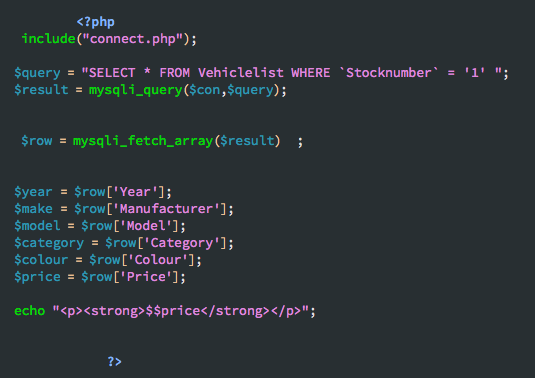 <?php
include("connect.php");
$query = "SELECT * FROM Vehiclelist WHERE `Stocknumber` = '1' ";
$result = mysqli_query($con,$query);
$row = mysqli_fetch_array($result)  ;
$year = $row['Year'];
$make = $row['Manufacturer'];
$model = $row['Model'];
$category = $row['Category'];
$colour = $row['Colour'];
$price = $row['Price'];
echo "<p><strong>$$price</strong></p>";
?>